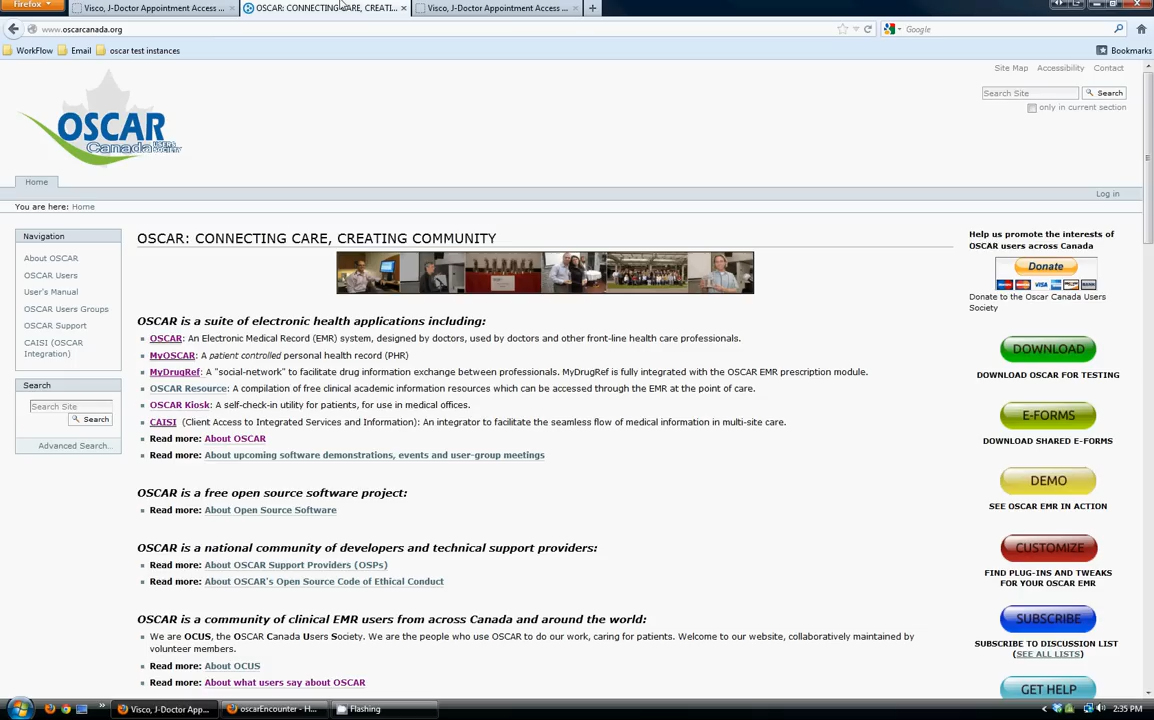 Firefox
Visco, J-Doctor Appointment Access ...
OSCAR: CONNECTING CARE, CREATI...
Visco, J-Doctor Appointment Access ...
www.oscarcanada.org
Google
WorkFlow
Email
oscar test instances
Bookmarks
Site Map
Accessibility
Contact
Search Site
Search
only in current section
OSCAR
Canada USERS SOCIETY
Home
Log in
You are here: Home
Navigation
About OSCAR
OSCAR Users
User's Manual
OSCAR Users Groups
OSCAR Support
CAISI (OSCAR
Integration)
Search
Search Site
Search
Advanced Search...
OSCAR: CONNECTING CARE, CREATING COMMUNITY
OSCAR is a suite of electronic health applications including:
OSCAR: An Electronic Medical Record (EMR) system, designed by doctors, used by doctors and other front-line health care professionals.
MyOSCAR: A patient controlled personal health record (PHR)
MyDrugRef: A "social-network" to facilitate drug information exchange between professionals. MyDrugRef is fully integrated with the OSCAR EMR prescription module.
OSCAR Resource: A compilation of free clinical academic information resources which can be accessed through the EMR at the point of care.
OSCAR Kiosk: A self-check-in utility for patients, for use in medical offices.
CAISI (Client Access to Integrated Services and Information): An integrator to facilitate the seamless flow of medical information in multi-site care.
Read more: About OSCAR
Read more: About upcoming software demonstrations, events and user-group meetings
OSCAR is a free open source software project:
Read more: About Open Source Software
OSCAR is a national community of developers and technical support providers:
Read more: About OSCAR Support Providers (OSPs)
Read more: About OSCAR's Open Source Code of Ethical Conduct
OSCAR is a community of clinical EMR users from across Canada and around the world:
We are OCUS, the OSCAR Canada Users Society. We are the people who use OSCAR to do our work, caring for patients. Welcome to our website, collaboratively maintained by
volunteer members.
Read more: About OCUS
Read more: About what users say about OSCAR
Help us promote the interests of
OSCAR users across Canada
Donate
VISA
Donate to the Oscar Canada Users
Society
DOWNLOAD
DOWNLOAD OSCAR FOR TESTING
E-FORMS
DOWNLOAD SHARED E-FORMS
DEMO
SEE OSCAR EMR IN ACTION
CUSTOMIZE
FIND PLUG-INS AND TWEAKS
FOR YOUR OSCAR EMR
SUBSCRIBE
SUBSCRIBE TO DISCUSSION LIST
(SEE ALL LISTS)
GET HELP
Visco, J-Doctor App...
oscarEncounter - H...
Flashing
2:35 PM